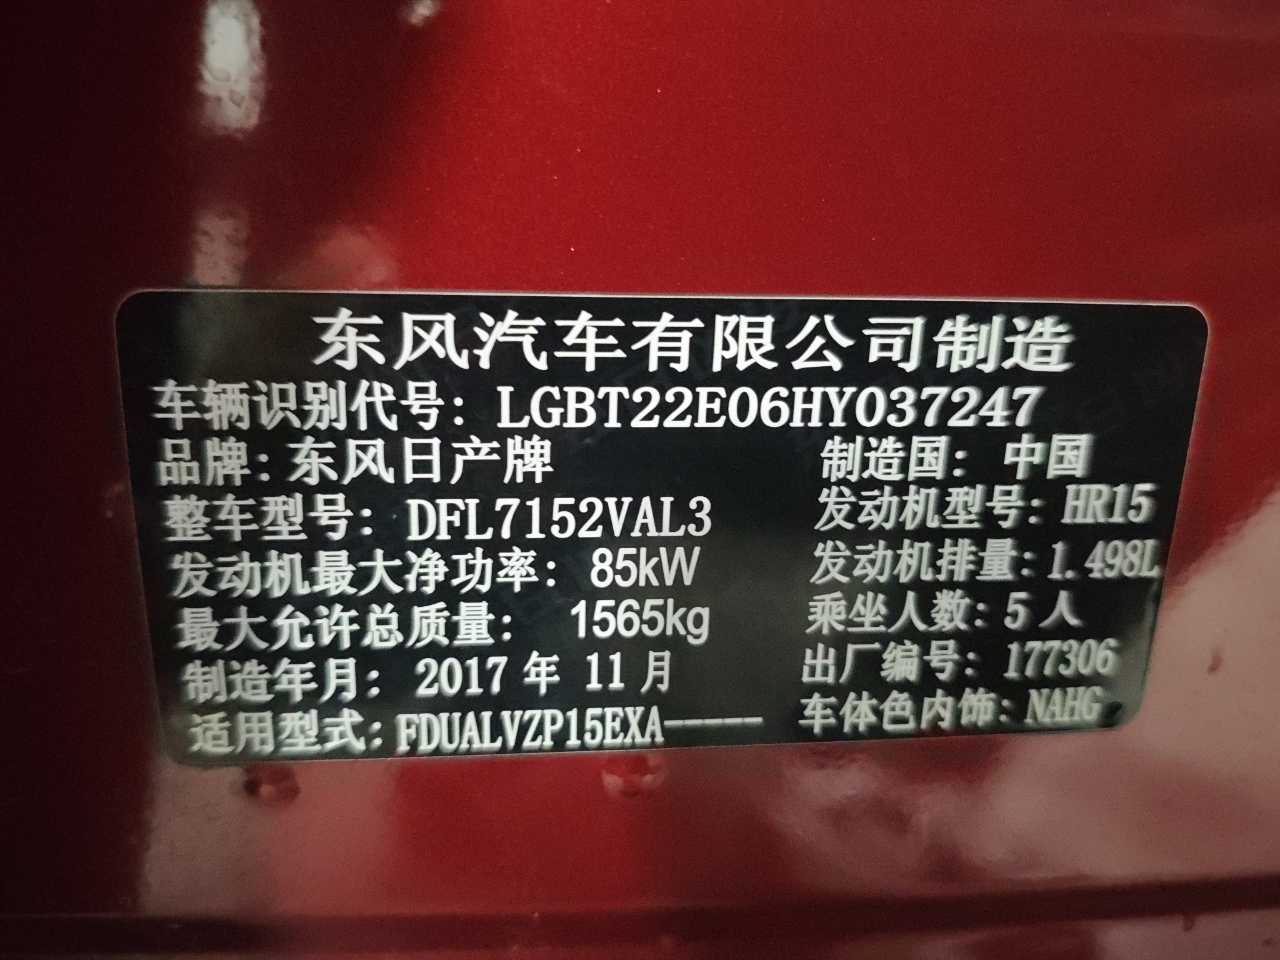 东风汽车有限公司制造
车辆识别代号：LGBT22E06HY037247
品牌：东风日产牌 制造国：中国
整车型号：DFL7152VAL3 发动机型号：HR15
发动机最大净功率：85kW 发动机排量：1.498L
最大允许总质量：1565kg 乘坐人数：5人
制造年月：2017年11月 出厂编号：177306
适用型式：FDUALVZP15EXA----- 车体色内饰：NAHG